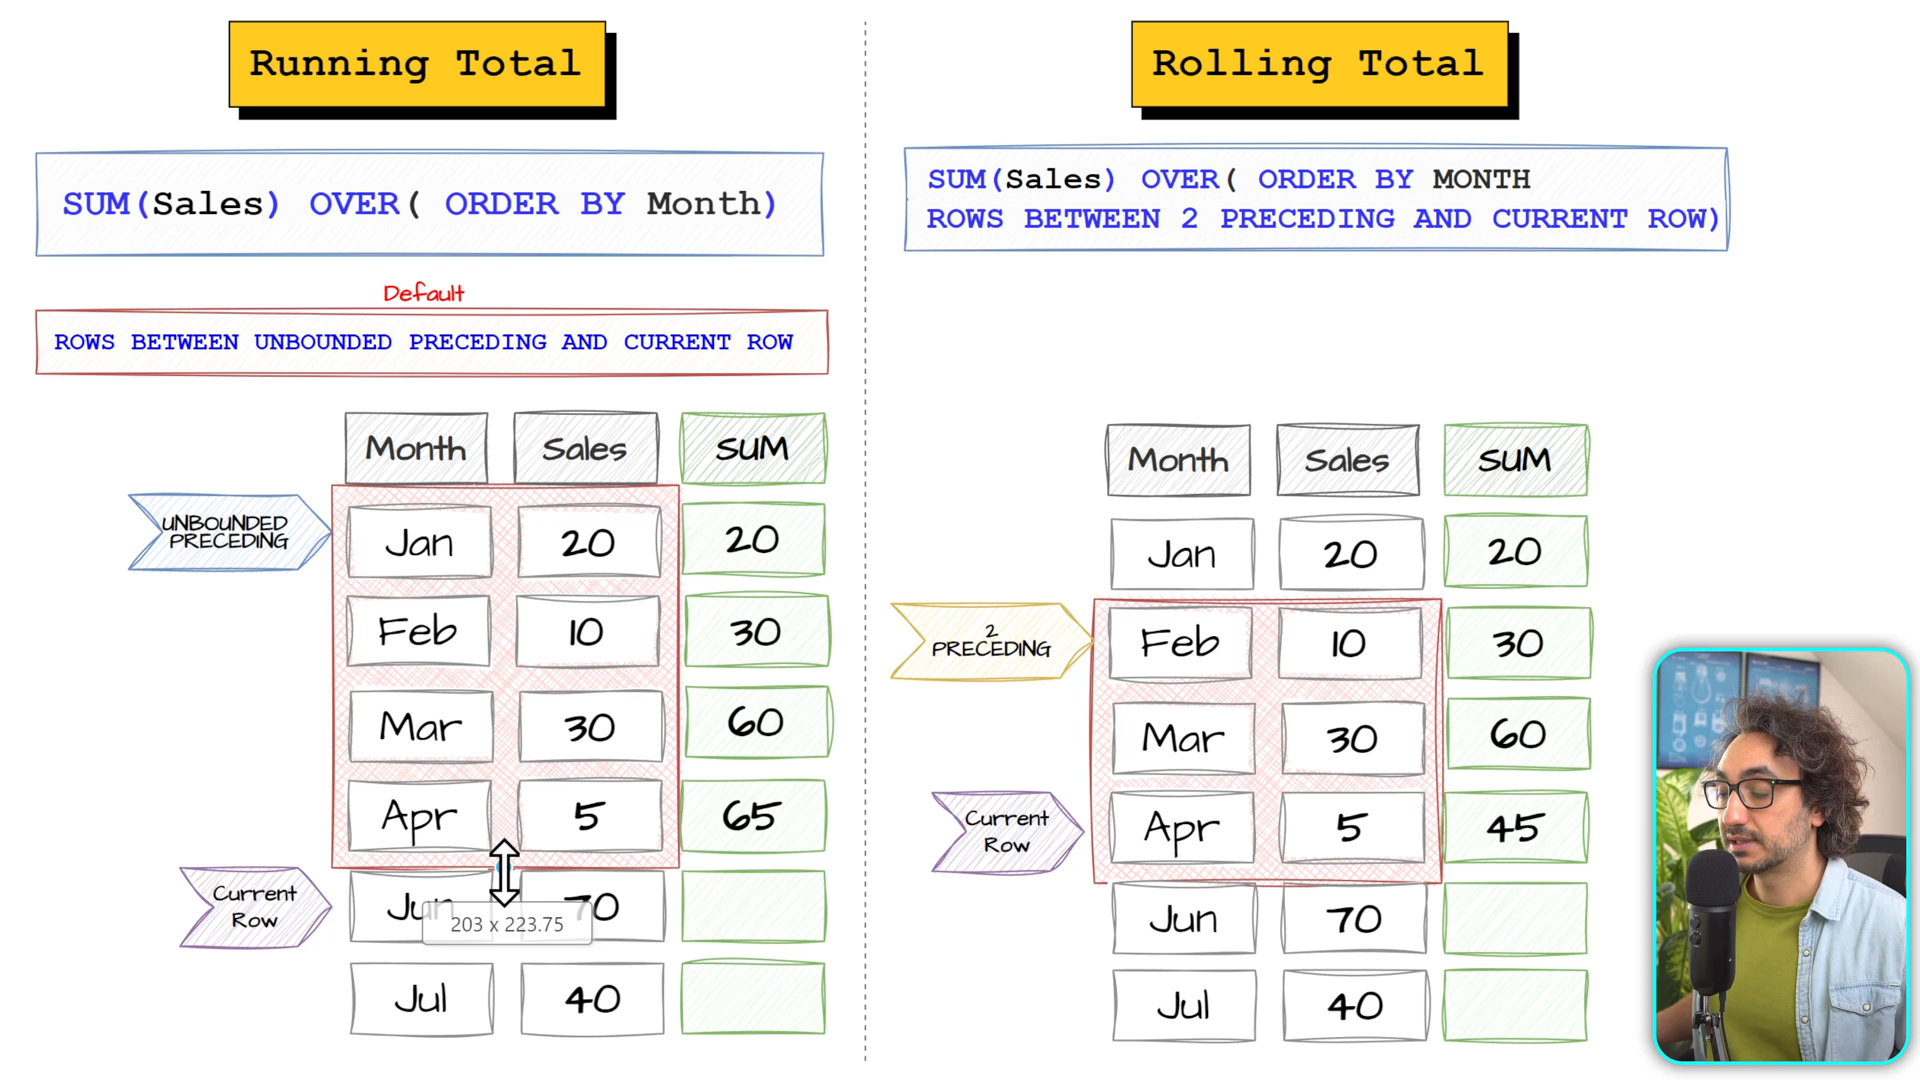 Running Total
SUM(Sales) OVER( ORDER BY Month)
Default
ROWS BETWEEN UNBOUNDED PRECEDING AND CURRENT ROW
Month Sales SUM
UNBOUNDED
PRECEDING
Jan 20 20
Feb 10 30
Mar 30 60
Apr 5 65
Current
Row
Jun 70
203 x 223.75
Jul 40
Rolling Total
SUM(Sales) OVER( ORDER BY MONTH
ROWS BETWEEN 2 PRECEDING AND CURRENT ROW)
Month Sales SUM
Jan 20 20
2
PRECEDING
Feb 10 30
Mar 30 60
Current
Row
Apr 5 45
Jun 70
Jul 40